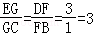 EG/GC = DF/FB = 3/1 = 3